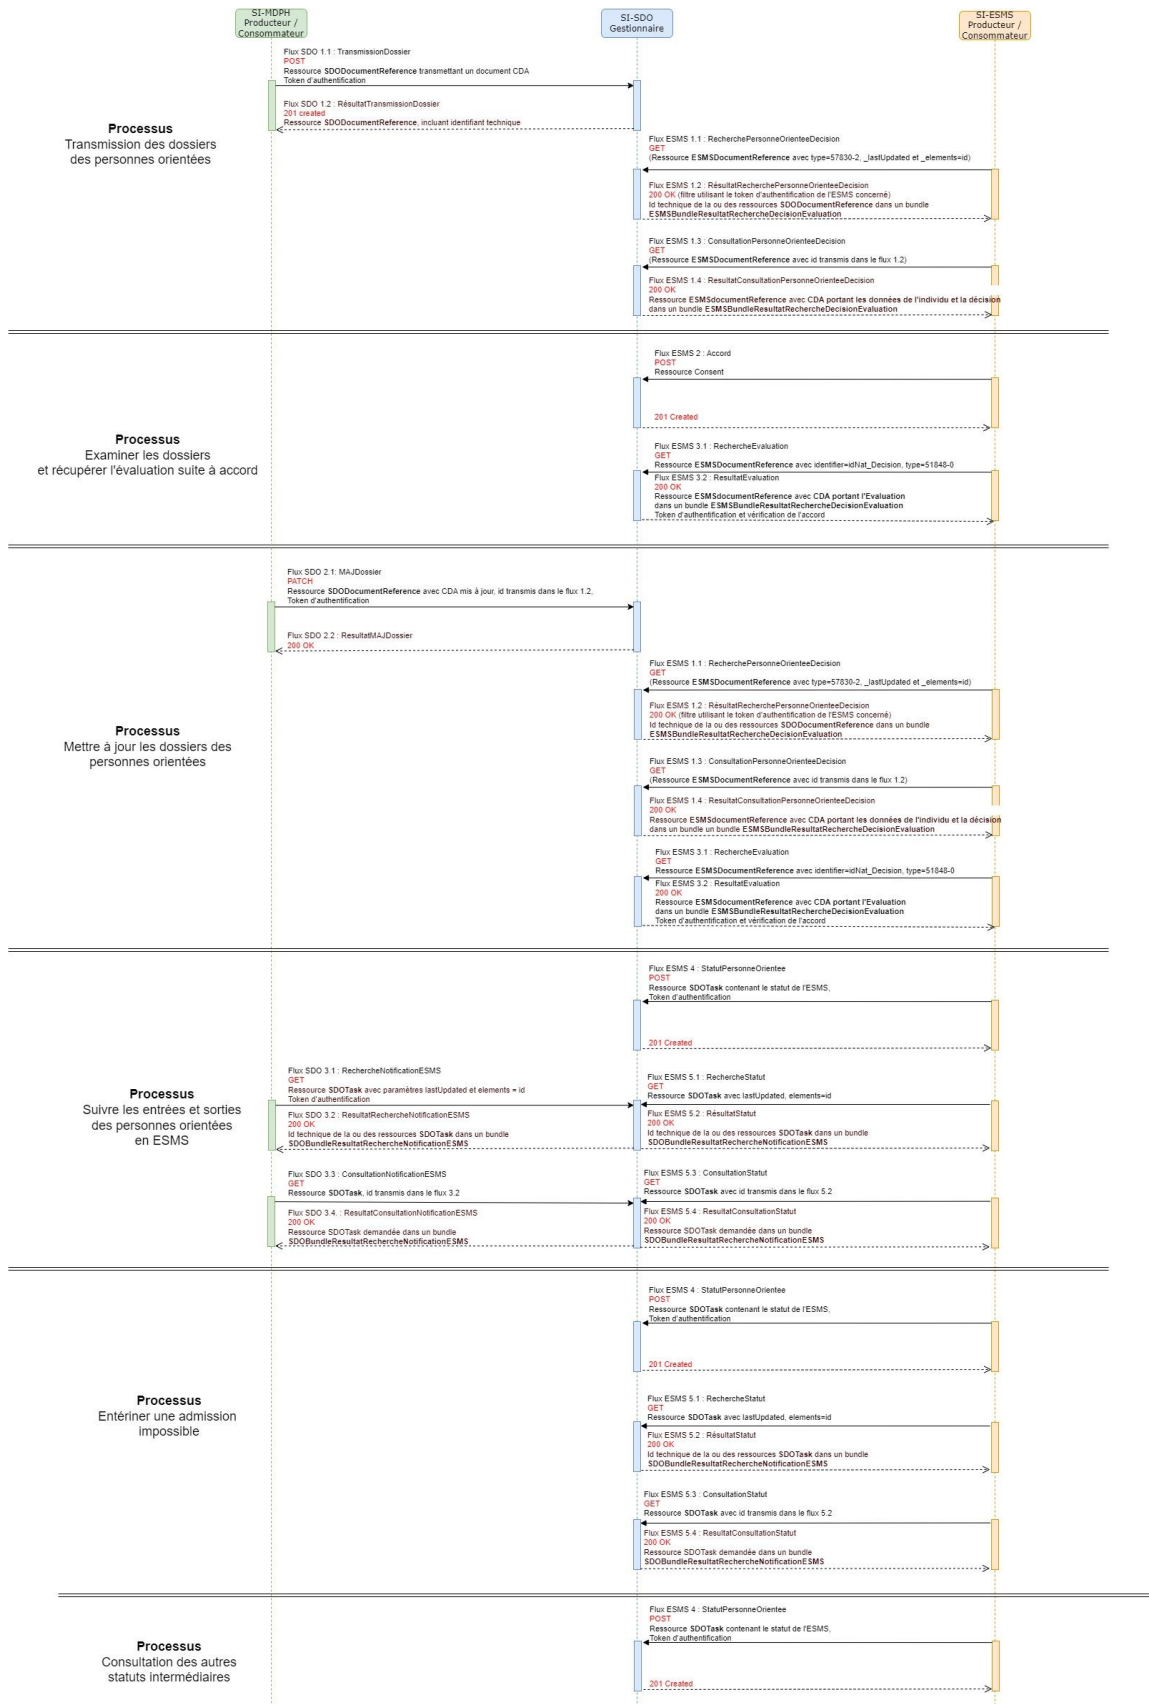 SI-MDPH
Producteur /
Consommateur
SI-SDO
Gestionnaire
SI-ESMS
Producteur /
Consommateur
Processus
Transmission des dossiers
des personnes orientées
Flux SDO 1.1 : TransmissionDossier
POST
Ressource SDODocumentReference transmettant un document CDA
Token d'authentification
Flux SDO 1.2 : RésultatTransmissionDossier
201 created
Ressource SDODocumentReference, incluant identifiant technique
Flux ESMS 1.1 : RecherchePersonneOrienteeDecision
GET
(Ressource ESMSDocumentReference avec type=57830-2, _lastUpdated et _elements=id)
Flux ESMS 1.2 : RésultatRecherchePersonneOrienteeDecision
200 OK (filtre utilisant le token d'authentification de l'ESMS concerné)
Id technique de la ou des ressources SDODocumentReference dans un bundle
ESMSBundleResultatRechercheDecisionEvaluation
Flux ESMS 1.3 : ConsultationPersonneOrienteeDecision
GET
(Ressource ESMSDocumentReference avec id transmis dans le flux 1.2)
Flux ESMS 1.4 : ResultatConsultationPersonneOrienteeDecision
200 OK
Ressource ESMSdocumentReference avec CDA portant les données de l'individu et la décision
dans un bundle ESMSBundleResultatRechercheDecisionEvaluation
Processus
Examiner les dossiers
et récupérer l'évaluation suite à accord
Flux ESMS 2 : Accord
POST
Ressource Consent
201 Created
Flux ESMS 3.1 : RechercheEvaluation
GET
Ressource ESMSDocumentReference avec identifier=idNat_Decision, type=51848-0
Flux ESMS 3.2 : ResultatEvaluation
200 OK
Ressource ESMSdocumentReference avec CDA portant l'Evaluation
dans un bundle ESMSBundleResultatRechercheDecisionEvaluation
Token d'authentification et vérification de l'accord
Processus
Mettre à jour les dossiers des
personnes orientées
Flux SDO 2.1: MAJDossier
PATCH
Ressource SDODocumentReference avec CDA mis à jour, id transmis dans le flux 1.2,
Token d'authentification
Flux SDO 2.2 : ResultatMAJDossier
200 OK
Flux ESMS 1.1 : RecherchePersonneOrienteeDecision
GET
(Ressource ESMSDocumentReference avec type=57830-2, _lastUpdated et _elements=id)
Flux ESMS 1.2 : RésultatRecherchePersonneOrienteeDecision
200 OK (filtre utilisant le token d'authentification de l'ESMS concerné)
Id technique de la ou des ressources SDODocumentReference dans un bundle
ESMSBundleResultatRechercheDecisionEvaluation
Flux ESMS 1.3 : ConsultationPersonneOrienteeDecision
GET
(Ressource ESMSDocumentReference avec id transmis dans le flux 1.2)
Flux ESMS 1.4 : ResultatConsultationPersonneOrienteeDecision
200 OK
Ressource ESMSdocumentReference avec CDA portant les données de l'individu et la décision
dans un bundle un bundle ESMSBundleResultatRechercheDecisionEvaluation
Flux ESMS 3.1 : RechercheEvaluation
GET
Ressource ESMSDocumentReference avec identifier=idNat_Decision, type=51848-0
Flux ESMS 3.2 : ResultatEvaluation
200 OK
Ressource ESMSdocumentReference avec CDA portant l'Evaluation
dans un bundle ESMSBundleResultatRechercheDecisionEvaluation
Token d'authentification et vérification de l'accord
Processus
Suivre les entrées et sorties
des personnes orientées
en ESMS
Flux ESMS 4 : StatutPersonneOrientee
POST
Ressource SDOTask contenant le statut de l'ESMS,
Token d'authentification
201 Created
Flux SDO 3.1 : RechercheNotificationESMS
GET
Ressource SDOTask avec paramètres lastUpdated et elements = id
Token d'authentification
Flux SDO 3.2 : ResultatRechercheNotificationESMS
200 OK
Id technique de la ou des ressources SDOTask dans un bundle
SDOBundleResultatRechercheNotificationESMS
Flux ESMS 5.1 : RechercheStatut
GET
Ressource SDOTask avec lastUpdated, elements=id
Flux ESMS 5.2 : RésultatStatut
200 OK
Id technique de la ou des ressources SDOTask dans un bundle
SDOBundleResultatRechercheNotificationESMS
Flux SDO 3.3 : ConsultationNotificationESMS
GET
Ressource SDOTask, id transmis dans le flux 3.2
Flux SDO 3.4. : ResultatConsultationNotificationESMS
200 OK
Ressource SDOTask demandée dans un bundle
SDOBundleResultatRechercheNotificationESMS
Flux ESMS 5.3 : ConsultationStatut
GET
Ressource SDOTask avec id transmis dans le flux 5.2
Flux ESMS 5.4 : ResultatConsultationStatut
200 OK
Ressource SDOTask demandée dans un bundle
SDOBundleResultatRechercheNotificationESMS
Processus
Entériner une admission
impossible
Flux ESMS 4 : StatutPersonneOrientee
POST
Ressource SDOTask contenant le statut de l'ESMS,
Token d'authentification
201 Created
Flux ESMS 5.1 : RechercheStatut
GET
Ressource SDOTask avec lastUpdated, elements=id
Flux ESMS 5.2 : RésultatStatut
200 OK
Id technique de la ou des ressources SDOTask dans un bundle
SDOBundleResultatRechercheNotificationESMS
Flux ESMS 5.3 : ConsultationStatut
GET
Ressource SDOTask avec id transmis dans le flux 5.2
Flux ESMS 5.4 : ResultatConsultationStatut
200 OK
Ressource SDOTask demandée dans un bundle
SDOBundleResultatRechercheNotificationESMS
Processus
Consultation des autres
statuts intermédiaires
Flux ESMS 4 : StatutPersonneOrientee
POST
Ressource SDOTask contenant le statut de l'ESMS,
Token d'authentification
201 Created